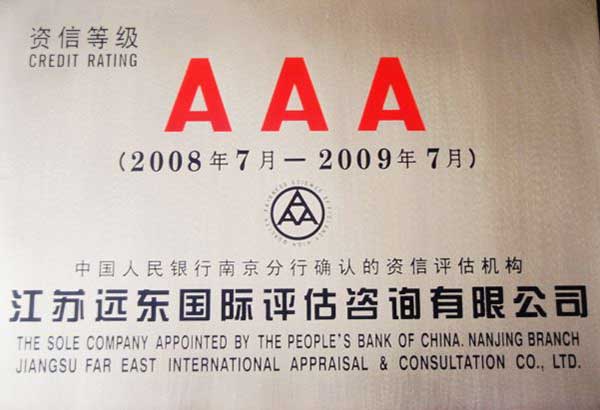 资信等级
CREDIT RATING
AAA
(2008年7月－2009年7月)
中国人民银行南京分行确认的资信评估机构
江苏远东国际评估咨询有限公司
THE SOLE COMPANY APPOINTED BY THE PEOPLE'S BANK OF CHINA. NANJING BRANCH
JIANGSU FAR EAST INTERNATIONAL APPRAISAL & CONSULTATION CO., LTD.